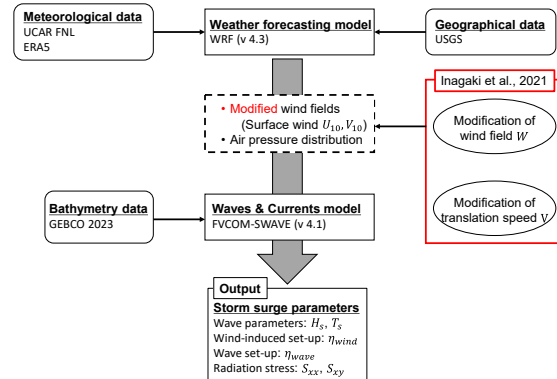 Meteorological data
UCAR FNL
ERA5
Weather forecasting model
WRF (v 4.3)
Geographical data
USGS
Inagaki et al., 2021
• Modified wind fields
(Surface wind U₁₀, V₁₀)
• Air pressure distribution
Modification of
wind field W
Modification of
translation speed V
Bathymetry data
GEBCO 2023
Waves & Currents model
FVCOM-SWAVE (v 4.1)
Output
Storm surge parameters
Wave parameters: Hₛ, Tₛ
Wind-induced set-up: η_wind
Wave set-up: η_wave
Radiation stress: Sₓₓ, S_xy